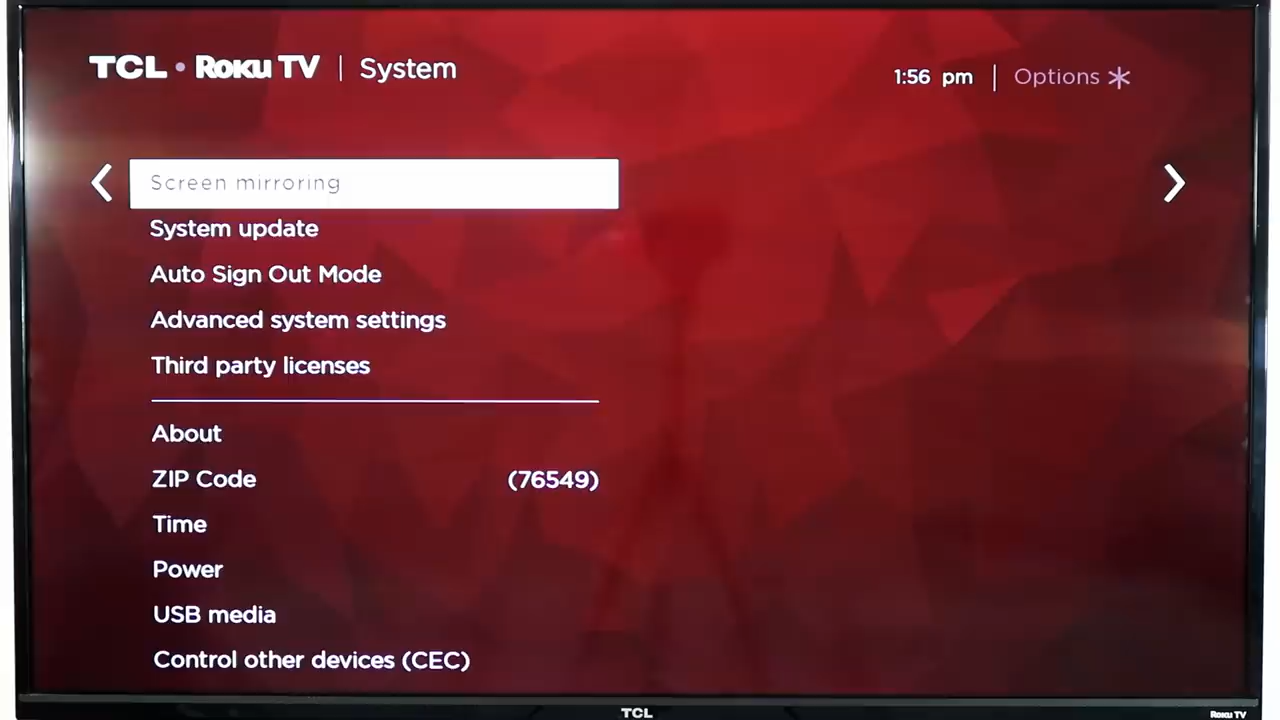 TCL • Roku TV | System
1:56 pm | Options *
Screen mirroring
System update
Auto Sign Out Mode
Advanced system settings
Third party licenses
About
ZIP Code (76549)
Time
Power
USB media
Control other devices (CEC)
TCL
Roku TV